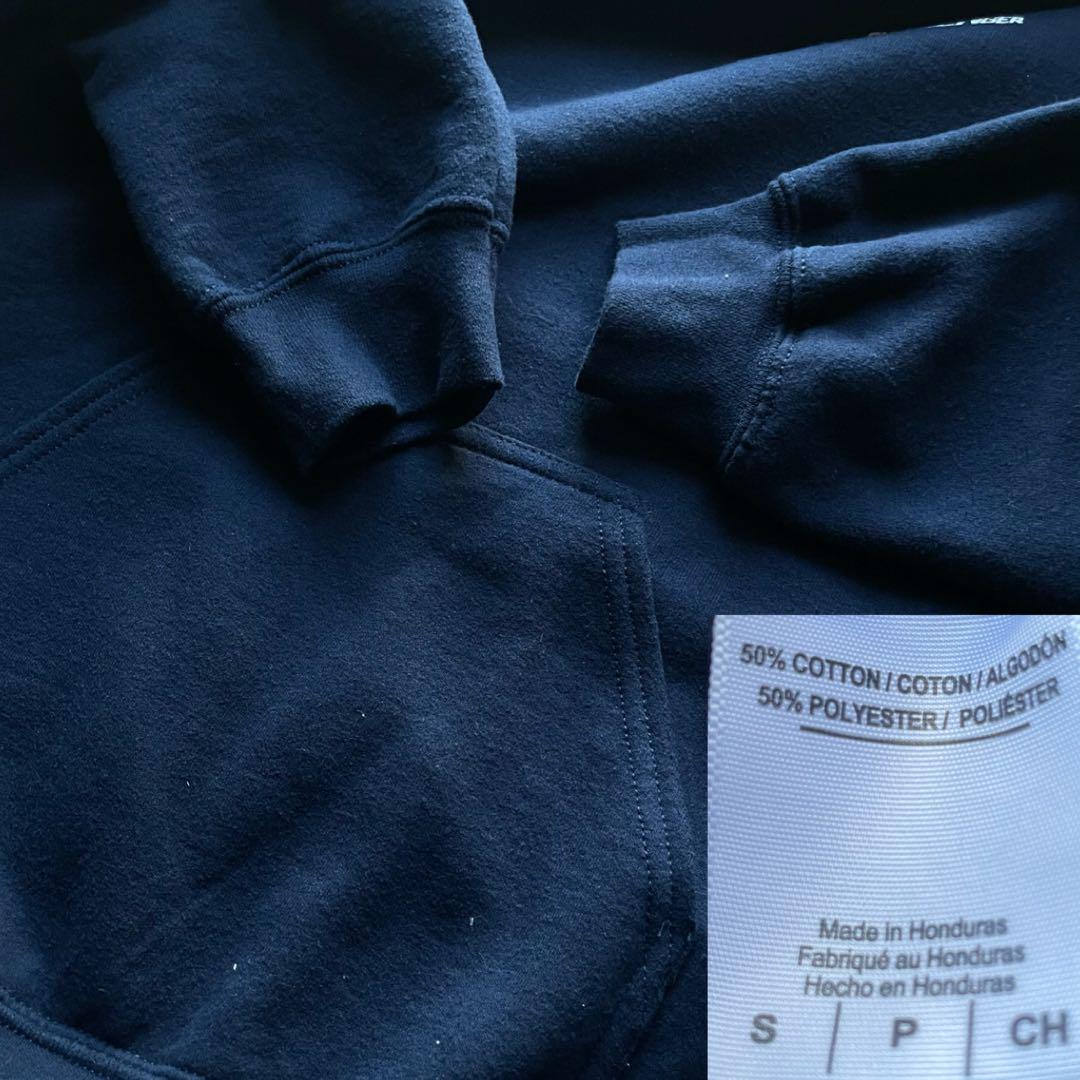 50% COTTON / COTON / ALGODÓN
50% POLYESTER / POLIÉSTER
Made in Honduras
Fabriqué au Honduras
Hecho en Honduras
S / P | CH